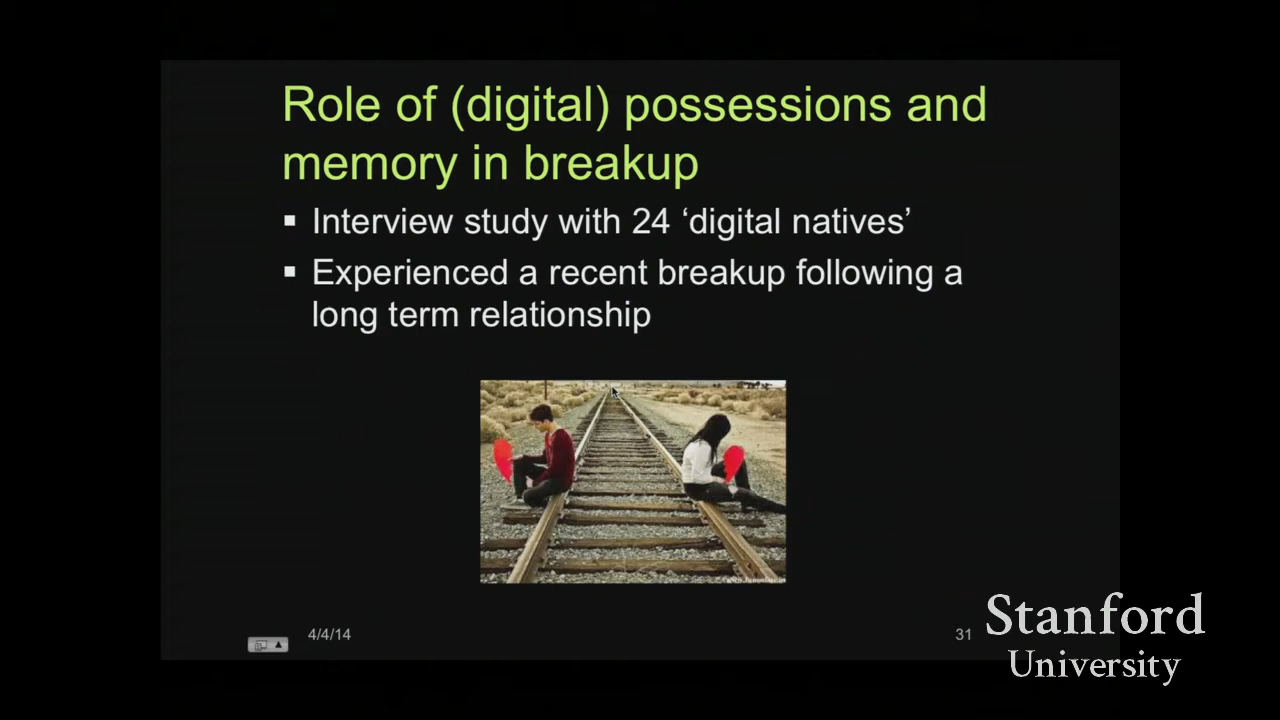 Role of (digital) possessions and
memory in breakup
▪ Interview study with 24 ‘digital natives’
▪ Experienced a recent breakup following a
long term relationship
4/4/14
31
Stanford
University